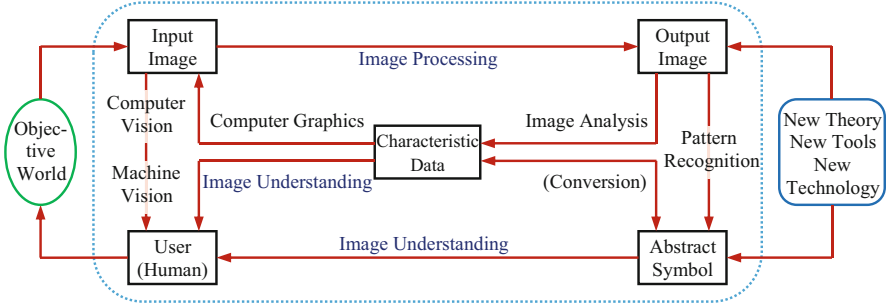 Input
Image
Image Processing
Output
Image
Objec-
tive
World
Computer
Vision
Machine
Vision
Computer Graphics
Image Understanding
Characteristic
Data
Image Analysis
(Conversion)
Pattern
Recognition
New Theory
New Tools
New
Technology
User
(Human)
Image Understanding
Abstract
Symbol